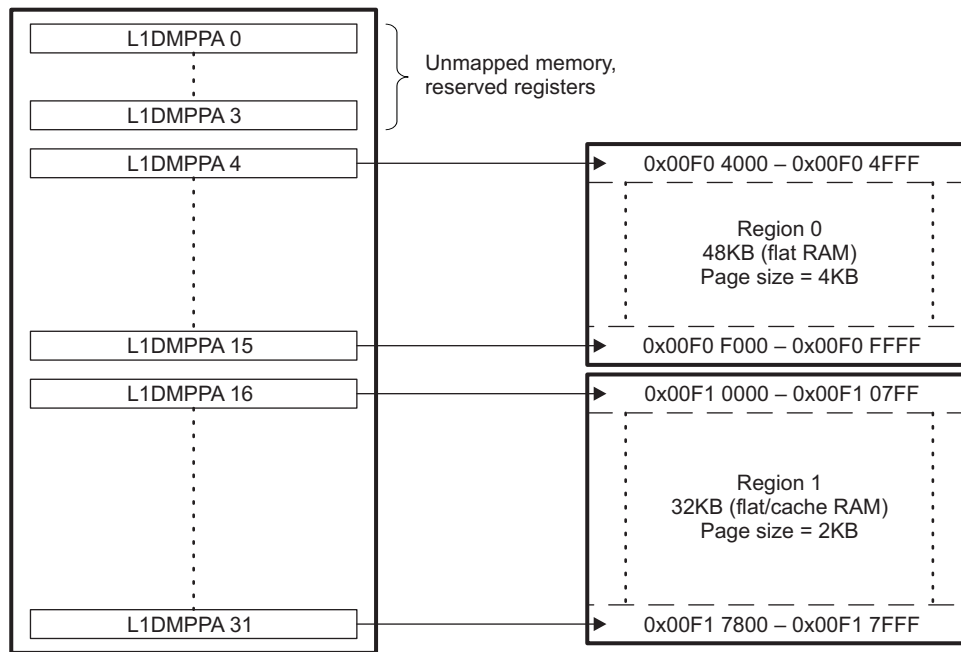 L1DMPPA 0
Unmapped memory,
reserved registers
L1DMPPA 3
L1DMPPA 4
0x00F0 4000 – 0x00F0 4FFF
Region 0
48KB (flat RAM)
Page size = 4KB
L1DMPPA 15
0x00F0 F000 – 0x00F0 FFFF
L1DMPPA 16
0x00F1 0000 – 0x00F1 07FF
Region 1
32KB (flat/cache RAM)
Page size = 2KB
L1DMPPA 31
0x00F1 7800 – 0x00F1 7FFF